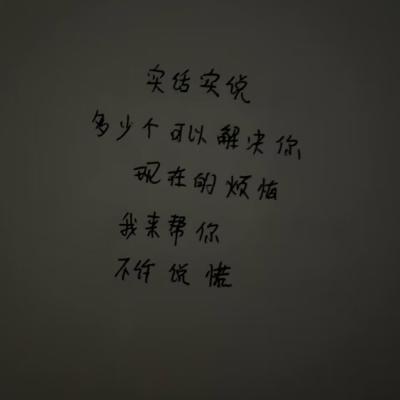 实话实说
多少个可以解决你
现在的烦恼
我来帮你
不许说谎